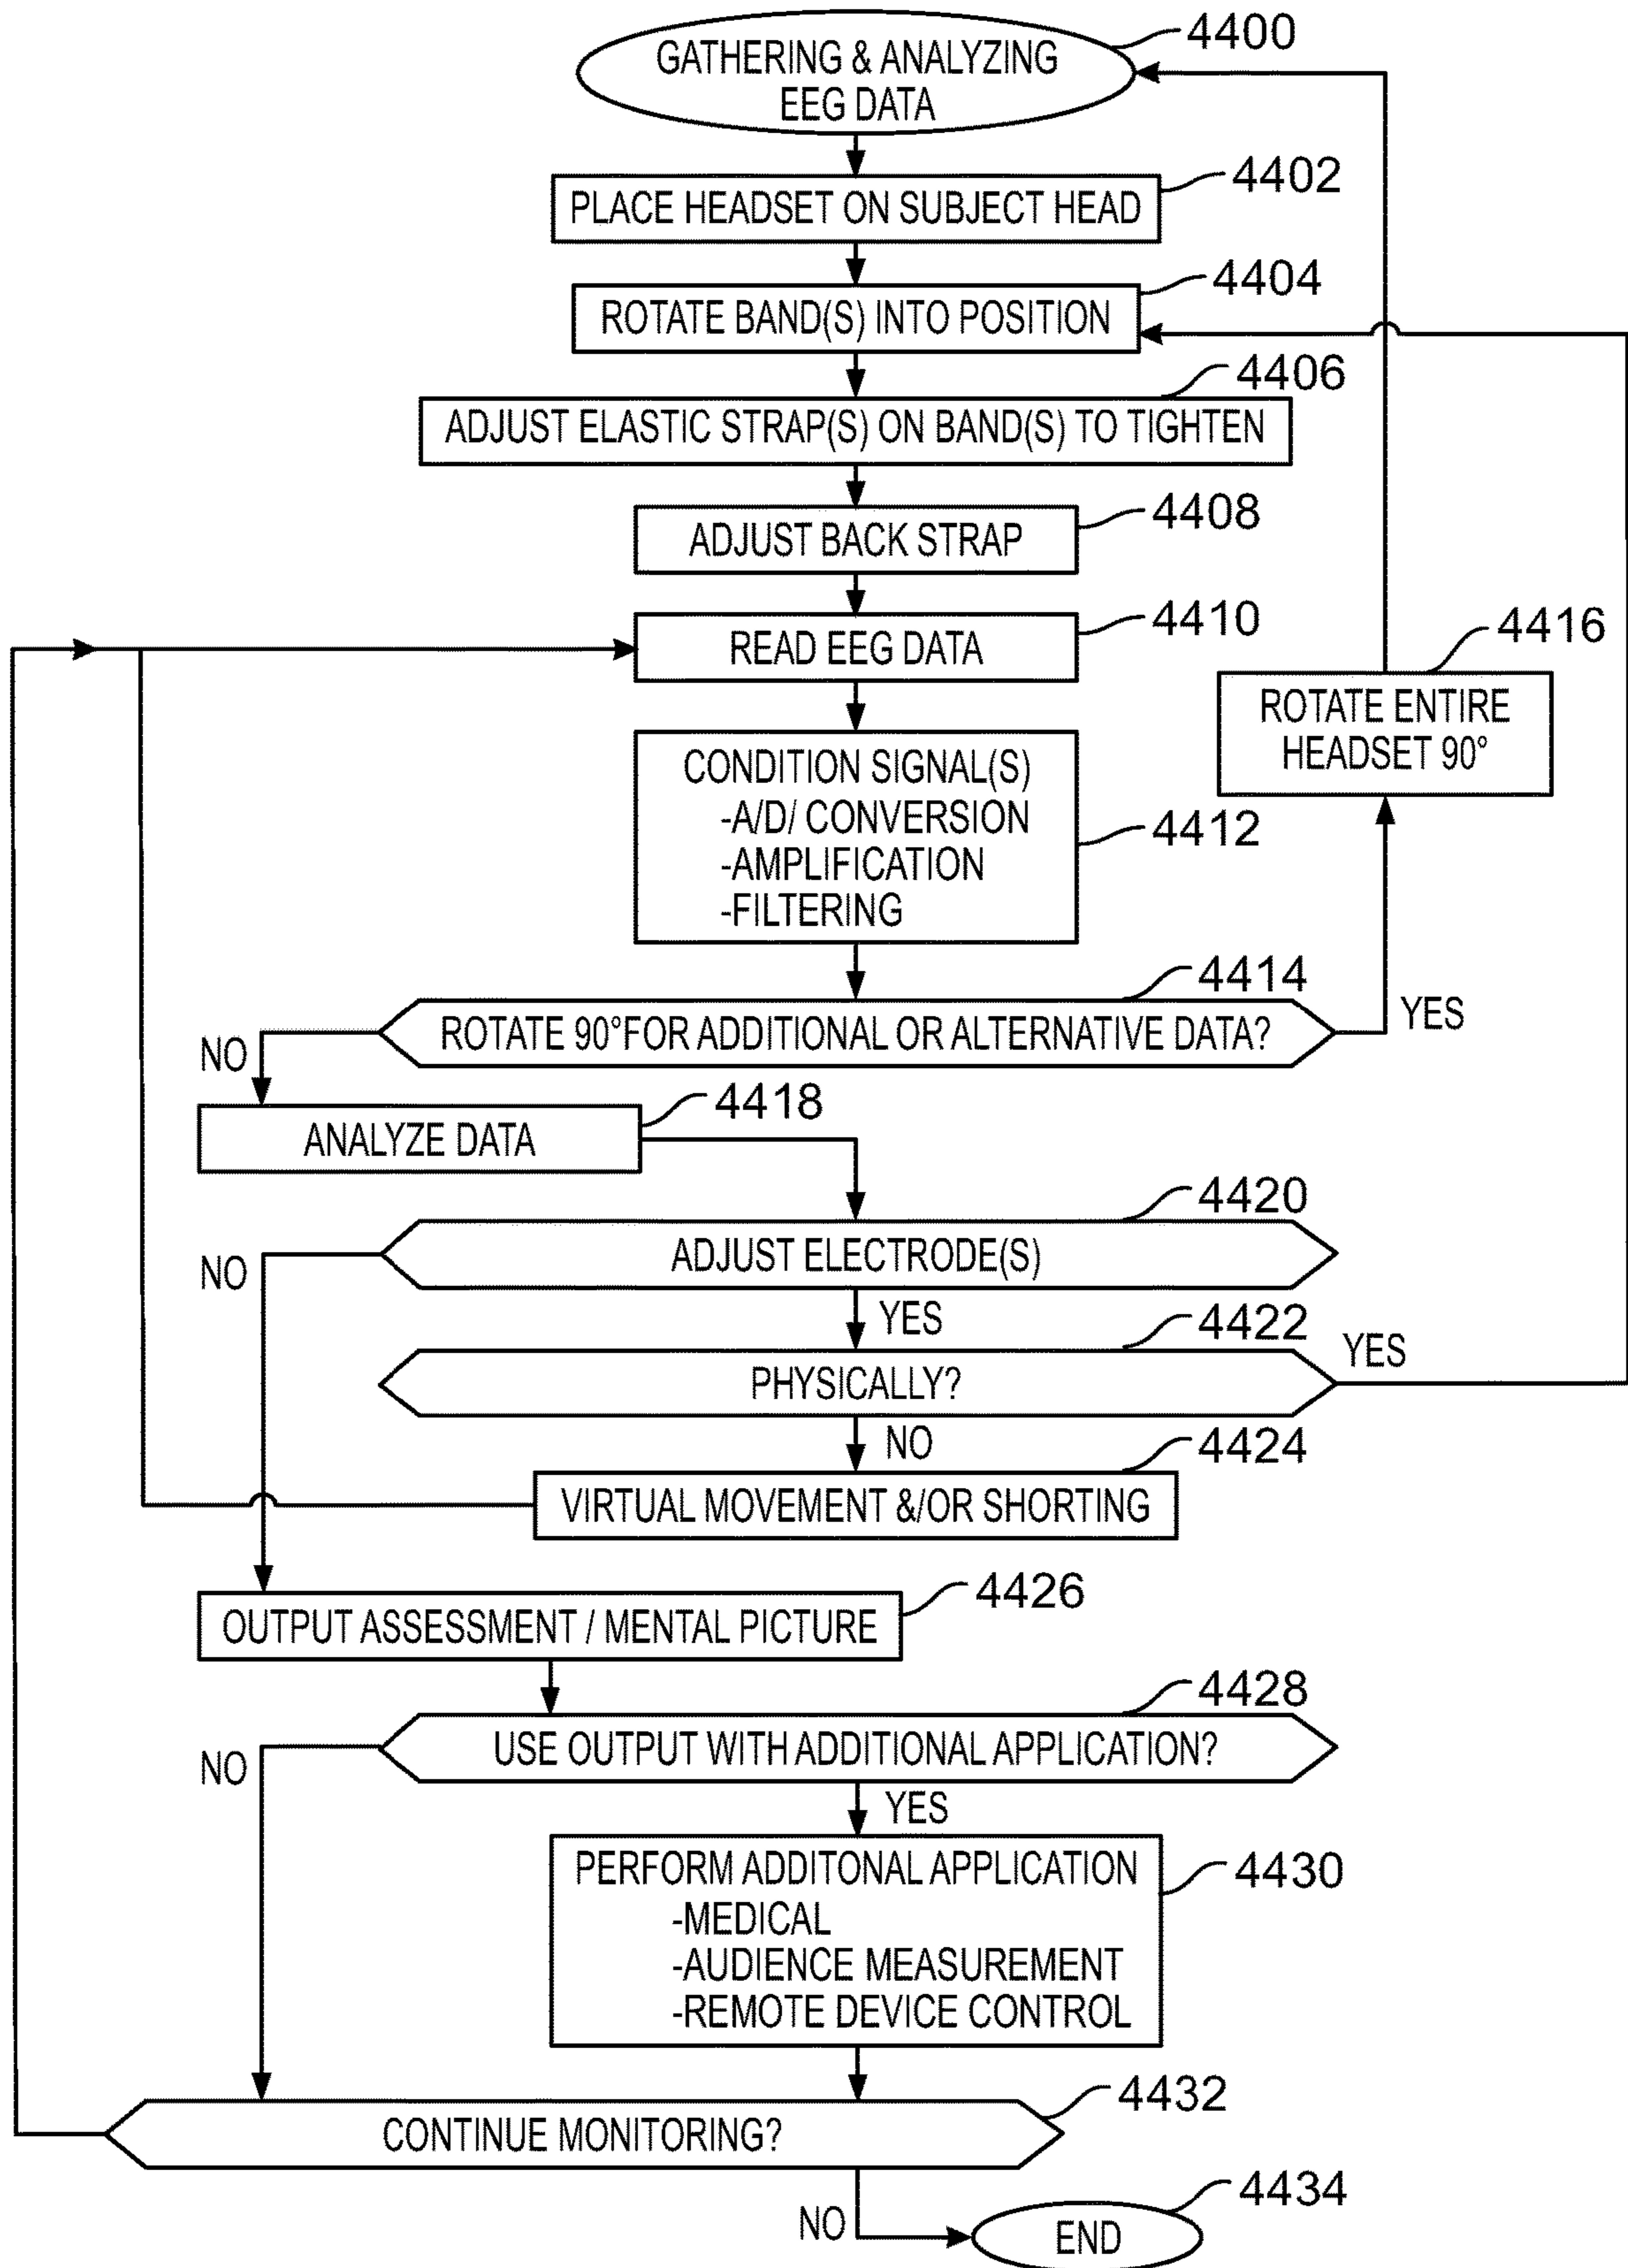 4400
GATHERING & ANALYZING
EEG DATA
4402
PLACE HEADSET ON SUBJECT HEAD
4404
ROTATE BAND(S) INTO POSITION
4406
ADJUST ELASTIC STRAP(S) ON BAND(S) TO TIGHTEN
4408
ADJUST BACK STRAP
4410
READ EEG DATA
4416
ROTATE ENTIRE
HEADSET 90°
CONDITION SIGNAL(S)
-A/D/ CONVERSION
-AMPLIFICATION
-FILTERING
4412
4414
ROTATE 90°FOR ADDITIONAL OR ALTERNATIVE DATA?
YES
NO
4418
ANALYZE DATA
4420
ADJUST ELECTRODE(S)
NO
YES
4422
PHYSICALLY?
YES
NO
4424
VIRTUAL MOVEMENT &/OR SHORTING
4426
OUTPUT ASSESSMENT / MENTAL PICTURE
4428
USE OUTPUT WITH ADDITIONAL APPLICATION?
NO
YES
PERFORM ADDITONAL APPLICATION
-MEDICAL
-AUDIENCE MEASUREMENT
-REMOTE DEVICE CONTROL
4430
4432
CONTINUE MONITORING?
4434
NO
END